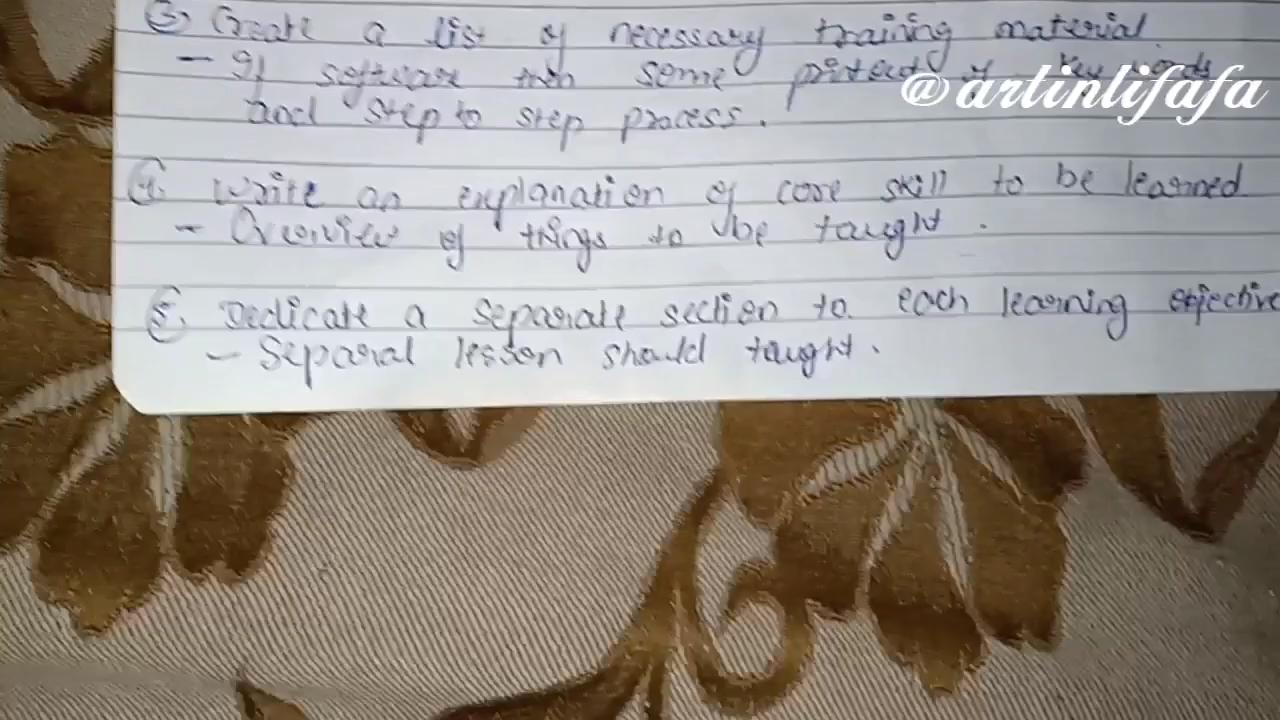 ③ Create a list of necessary training material.
- If software then some of key words
@artinlifafa
and step to step process.
④. Write an explanation of core skill to be learned
- Overview of things to be taught.
⑤. Dedicate a separate section to each learning objective
- Separal lesson should taught.